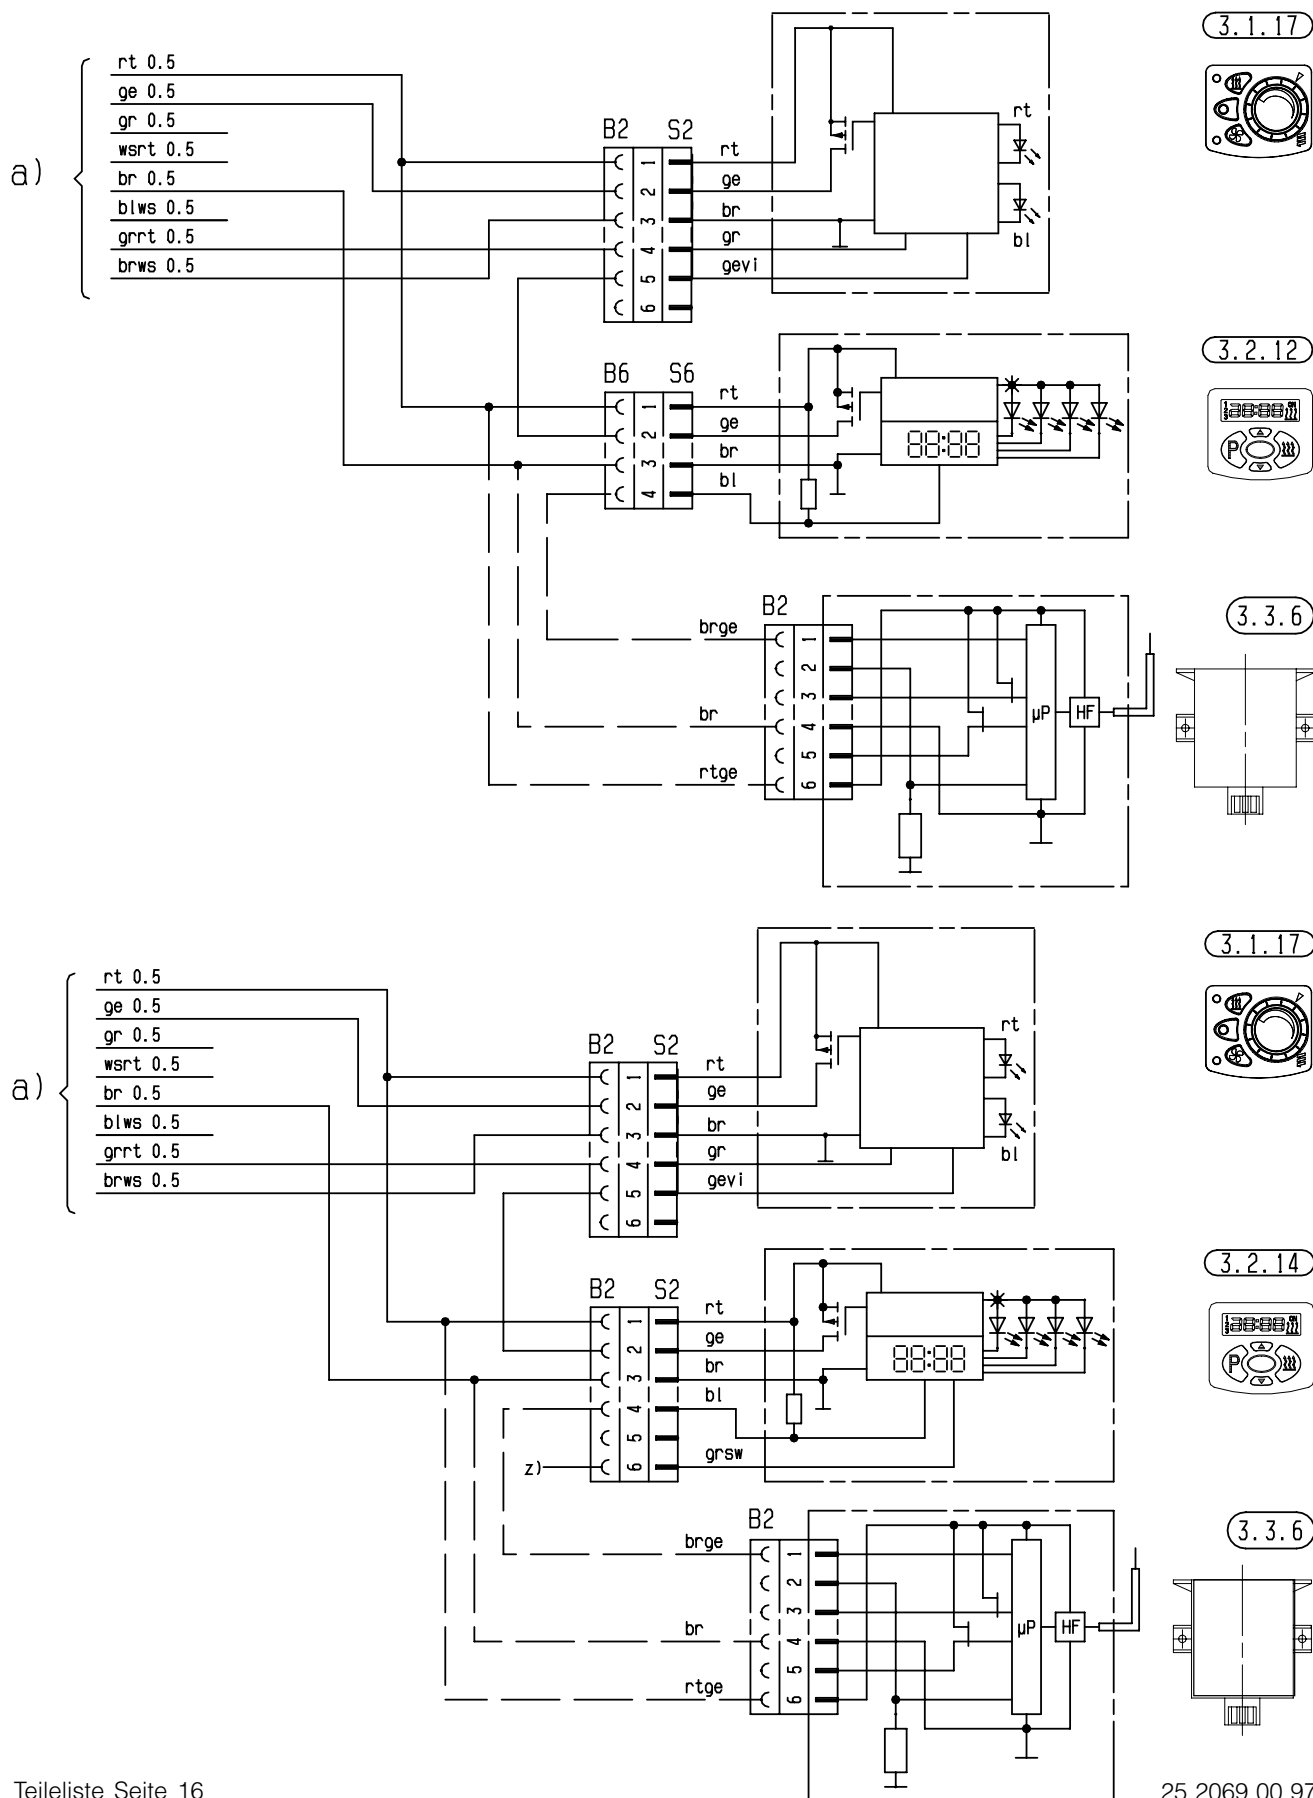 3.1.17
a)
rt 0.5
ge 0.5
gr 0.5
wsrt 0.5
br 0.5
blws 0.5
grrt 0.5
brws 0.5
B2 S2
1 rt
2 ge
3 br
4 gr
5 gevi
6
rt
bl
3.2.12
B6 S6
1 rt
2 ge
3 br
4 bl
88:88
P
3.3.6
B2
brge 1
2
3
br 4
5
rtge 6
µP
HF
3.1.17
a)
rt 0.5
ge 0.5
gr 0.5
wsrt 0.5
br 0.5
blws 0.5
grrt 0.5
brws 0.5
B2 S2
1 rt
2 ge
3 br
4 gr
5 gevi
6
rt
bl
3.2.14
B2 S2
1 rt
2 ge
3 br
4 bl
5
z) 6 grsw
88:88
P
3.3.6
B2
brge 1
2
3
br 4
5
rtge 6
µP
HF
Teileliste Seite 16
25 2069 00 97